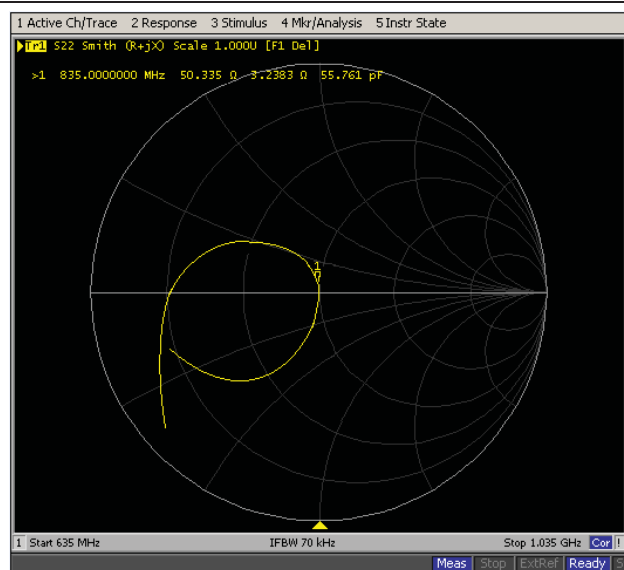 1 Active Ch/Trace 2 Response 3 Stimulus 4 Mkr/Analysis 5 Instr State
Tr1 S22 Smith (R+jX) Scale 1.000U [F1 Del]
>1 835.0000000 MHz 50.335 Ω 3.2383 Ω 55.761 pF
1
1 Start 635 MHz IFBW 70 kHz Stop 1.035 GHz Cor !
Meas Stop ExtRef Ready S